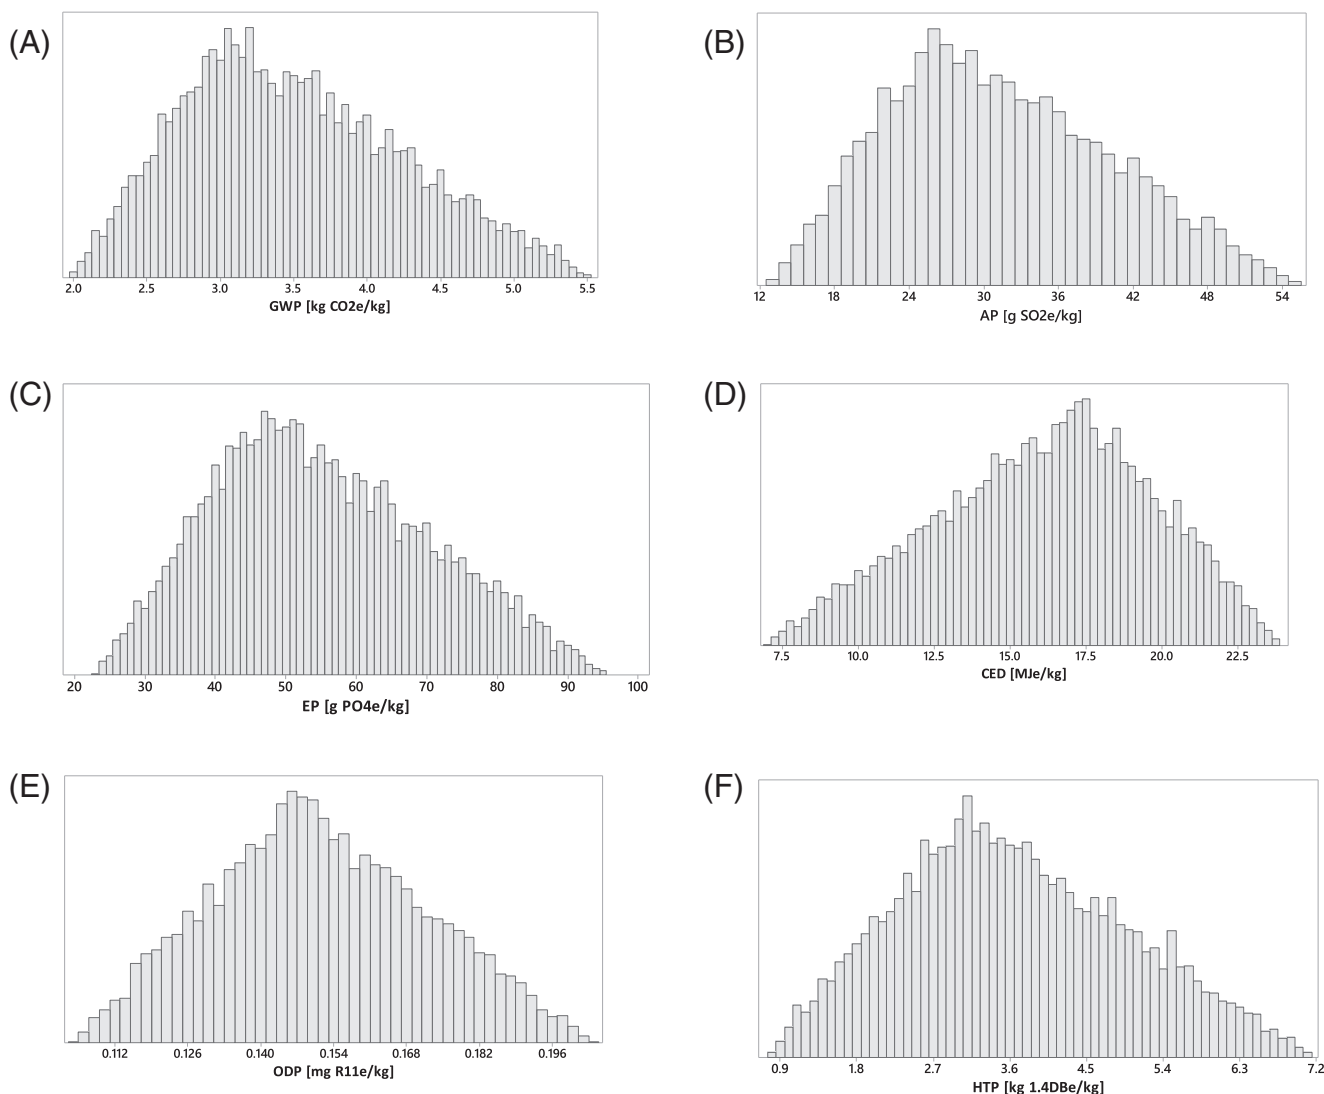 (A)
2.0 2.5 3.0 3.5 4.0 4.5 5.0 5.5
GWP [kg CO2e/kg]
(B)
12 18 24 30 36 42 48 54
AP [g SO2e/kg]
(C)
20 30 40 50 60 70 80 90 100
EP [g PO4e/kg]
(D)
7.5 10.0 12.5 15.0 17.5 20.0 22.5
CED [MJe/kg]
(E)
0.112 0.126 0.140 0.154 0.168 0.182 0.196
ODP [mg R11e/kg]
(F)
0.9 1.8 2.7 3.6 4.5 5.4 6.3 7.2
HTP [kg 1.4DBe/kg]